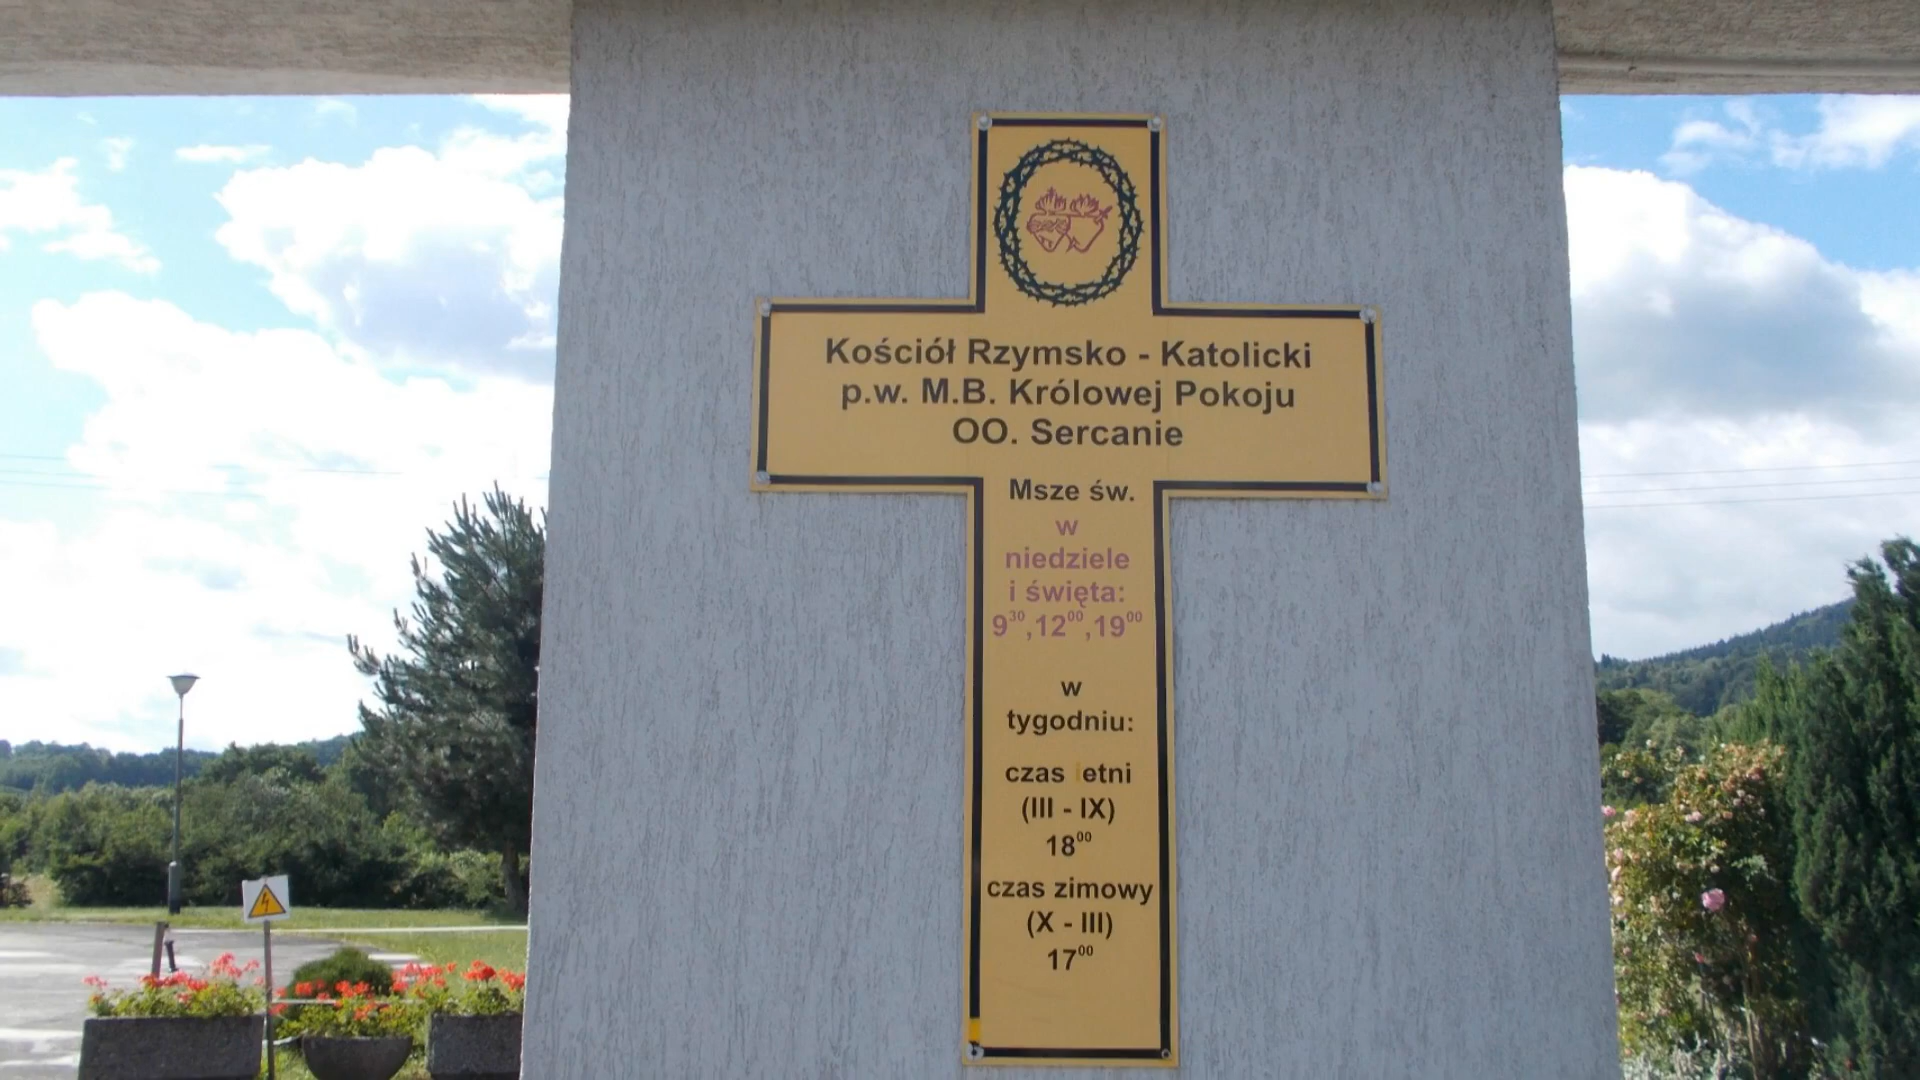 Kościół Rzymsko - Katolicki
p.w. M.B. Królowej Pokoju
OO. Sercanie
Msze św.
w
niedziele
i święta:
9³⁰,12⁰⁰,19⁰⁰
w
tygodniu:
czas letni
(III - IX)
18⁰⁰
czas zimowy
(X - III)
17⁰⁰